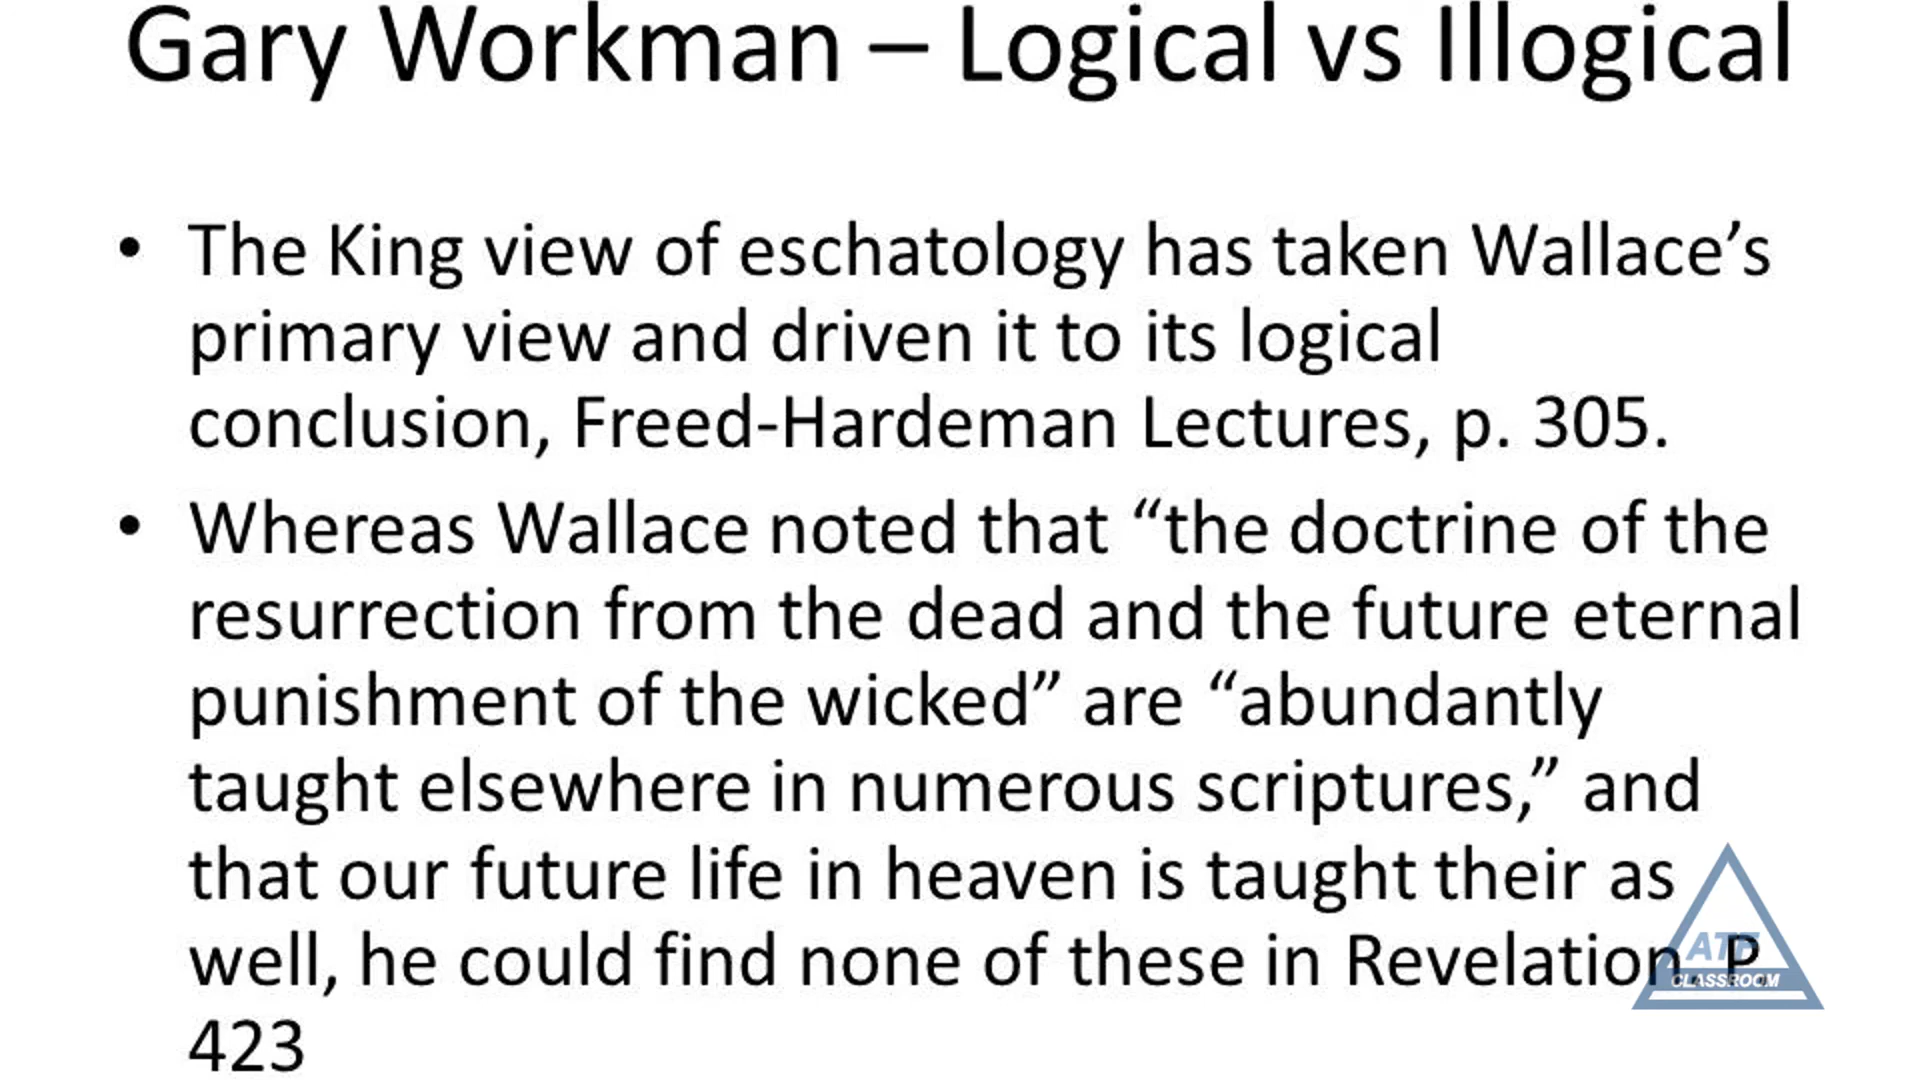 Gary Workman – Logical vs Illogical
• The King view of eschatology has taken Wallace’s
primary view and driven it to its logical
conclusion, Freed-Hardeman Lectures, p. 305.
• Whereas Wallace noted that “the doctrine of the
resurrection from the dead and the future eternal
punishment of the wicked” are “abundantly
taught elsewhere in numerous scriptures,” and
that our future life in heaven is taught their as
well, he could find none of these in Revelation. P.
423
ATF
CLASSROOM